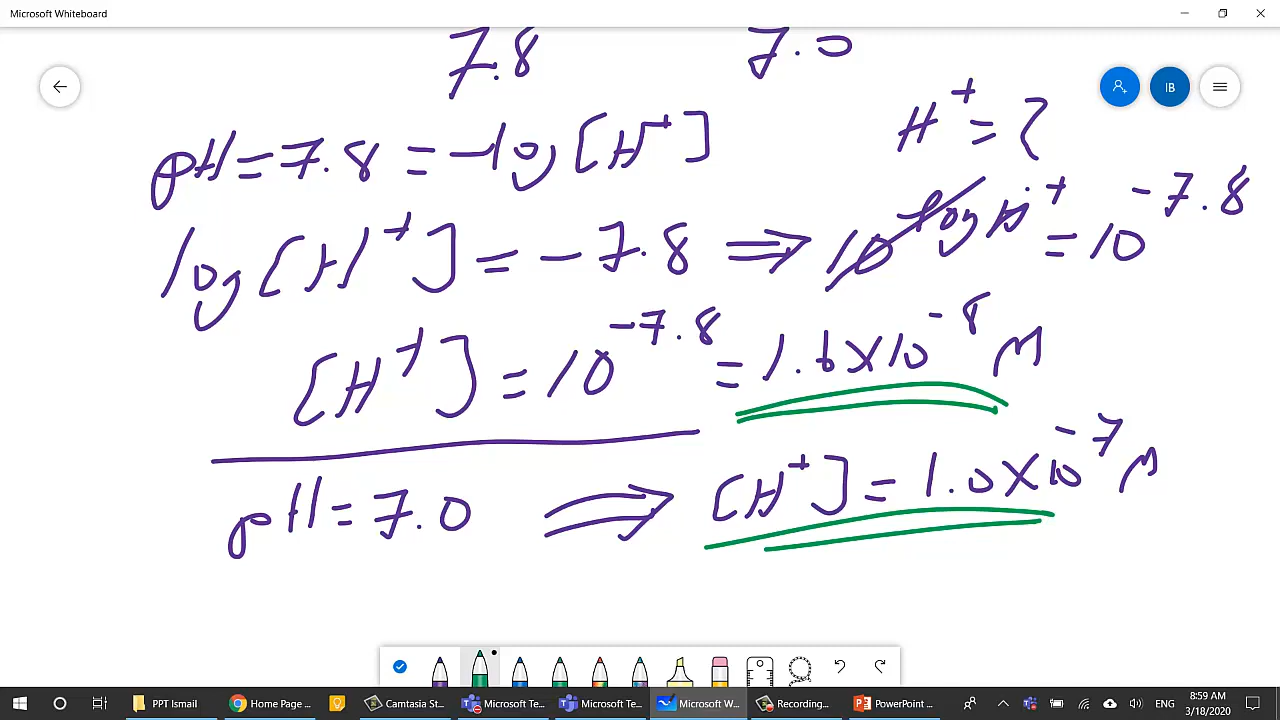 Microsoft Whiteboard
7.8 7.0
IB
pH = 7.8 = -log [H⁺]
H⁺ = ?
log [H⁺] = -7.8 ⇒ 10^log H⁺ = 10^-7.8
[H⁺] = 10^-7.8 = 1.6 X 10^-8 M
pH = 7.0 ⇒ [H⁺] = 1.0 X 10^-7 M
PPT Ismail
Home Page ...
Camtasia St...
Microsoft Te...
Microsoft Te...
Microsoft W...
Recording...
PowerPoint ...
ENG
8:59 AM
3/18/2020